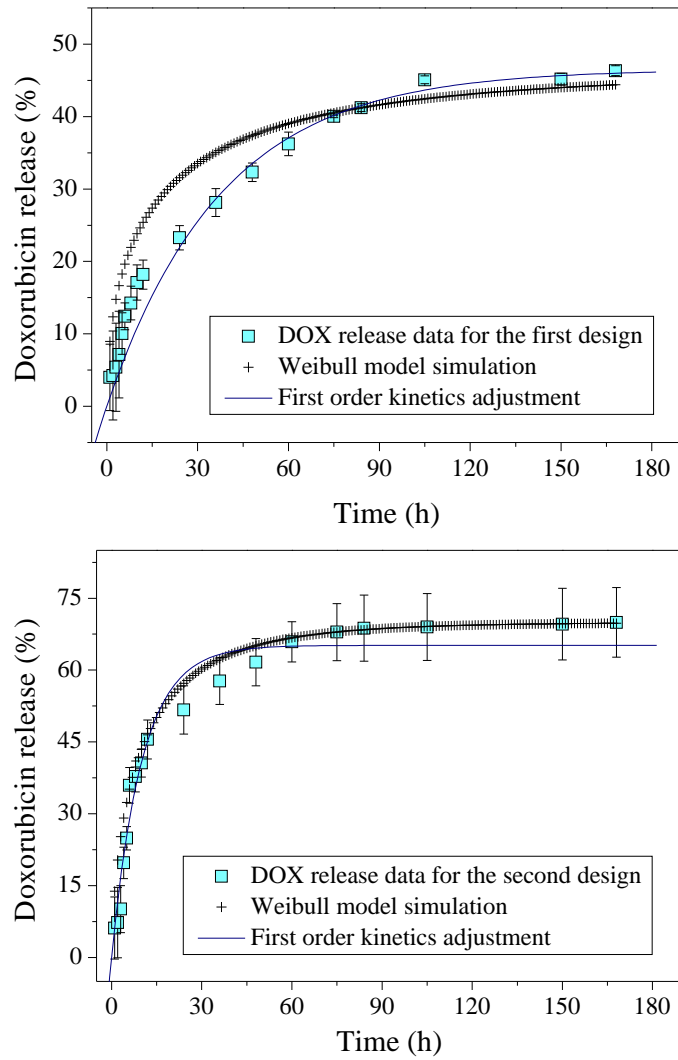 50
40
30
20
10
0
Doxorubicin release (%)
DOX release data for the first design
Weibull model simulation
First order kinetics adjustment
0 30 60 90 120 150 180
Time (h)
75
60
45
30
15
0
Doxorubicin release (%)
DOX release data for the second design
Weibull model simulation
First order kinetics adjustment
0 30 60 90 120 150 180
Time (h)